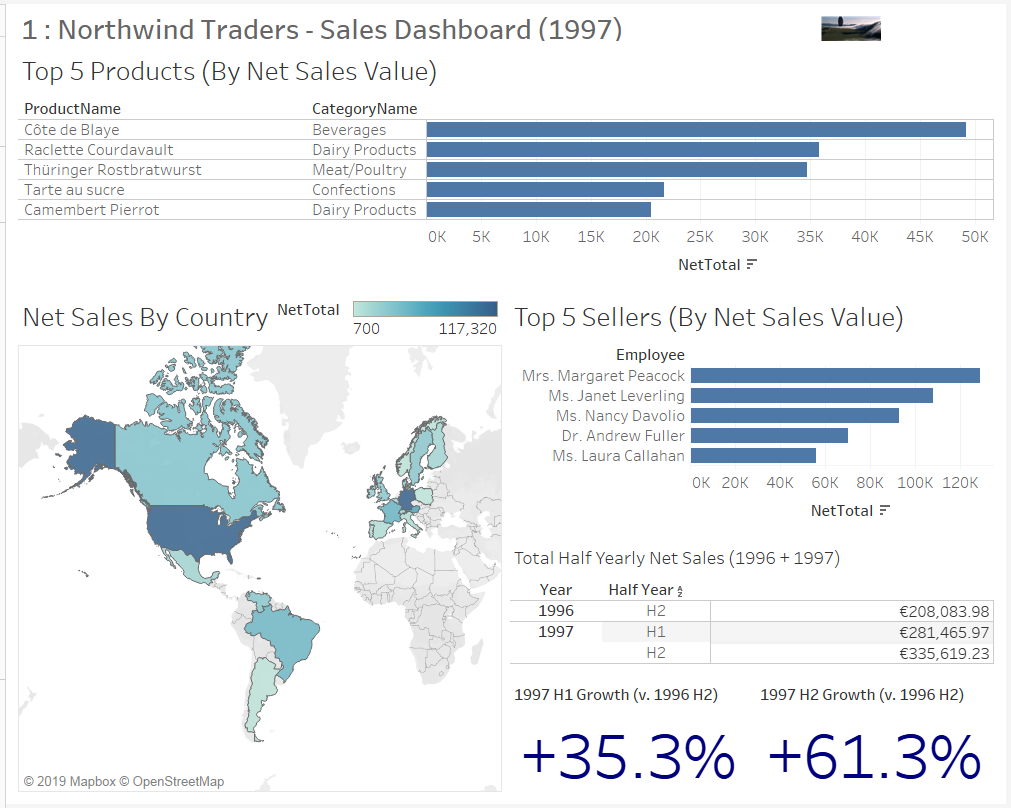 1 : Northwind Traders - Sales Dashboard (1997)
Top 5 Products (By Net Sales Value)
ProductName CategoryName
Côte de Blaye Beverages
Raclette Courdavault Dairy Products
Thüringer Rostbratwurst Meat/Poultry
Tarte au sucre Confections
Camembert Pierrot Dairy Products
0K 5K 10K 15K 20K 25K 30K 35K 40K 45K 50K
NetTotal
Net Sales By Country
NetTotal
700 117,320
© 2019 Mapbox © OpenStreetMap
Top 5 Sellers (By Net Sales Value)
Employee
Mrs. Margaret Peacock
Ms. Janet Leverling
Ms. Nancy Davolio
Dr. Andrew Fuller
Ms. Laura Callahan
0K 20K 40K 60K 80K 100K 120K
NetTotal
Total Half Yearly Net Sales (1996 + 1997)
Year Half Year
1996 H2 €208,083.98
1997 H1 €281,465.97
H2 €335,619.23
1997 H1 Growth (v. 1996 H2) 1997 H2 Growth (v. 1996 H2)
+35.3% +61.3%